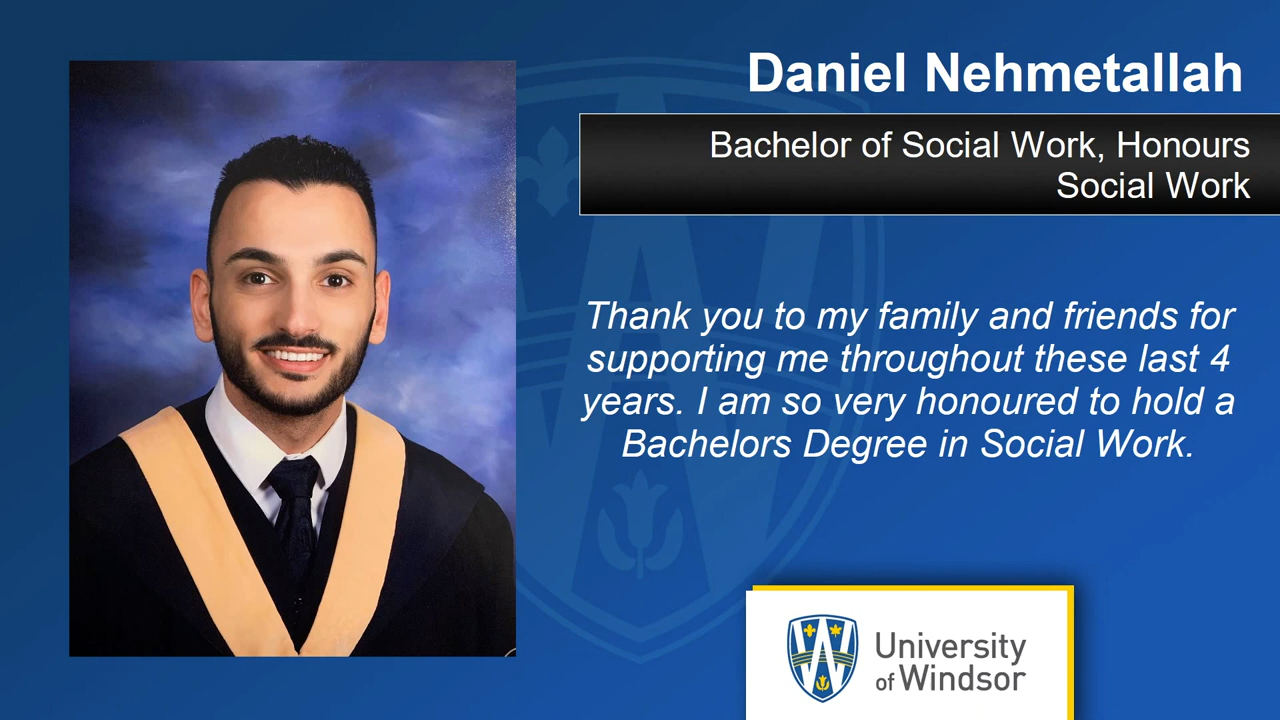 Daniel Nehmetallah
Bachelor of Social Work, Honours
Social Work
Thank you to my family and friends for
supporting me throughout these last 4
years. I am so very honoured to hold a
Bachelors Degree in Social Work.
University
of Windsor